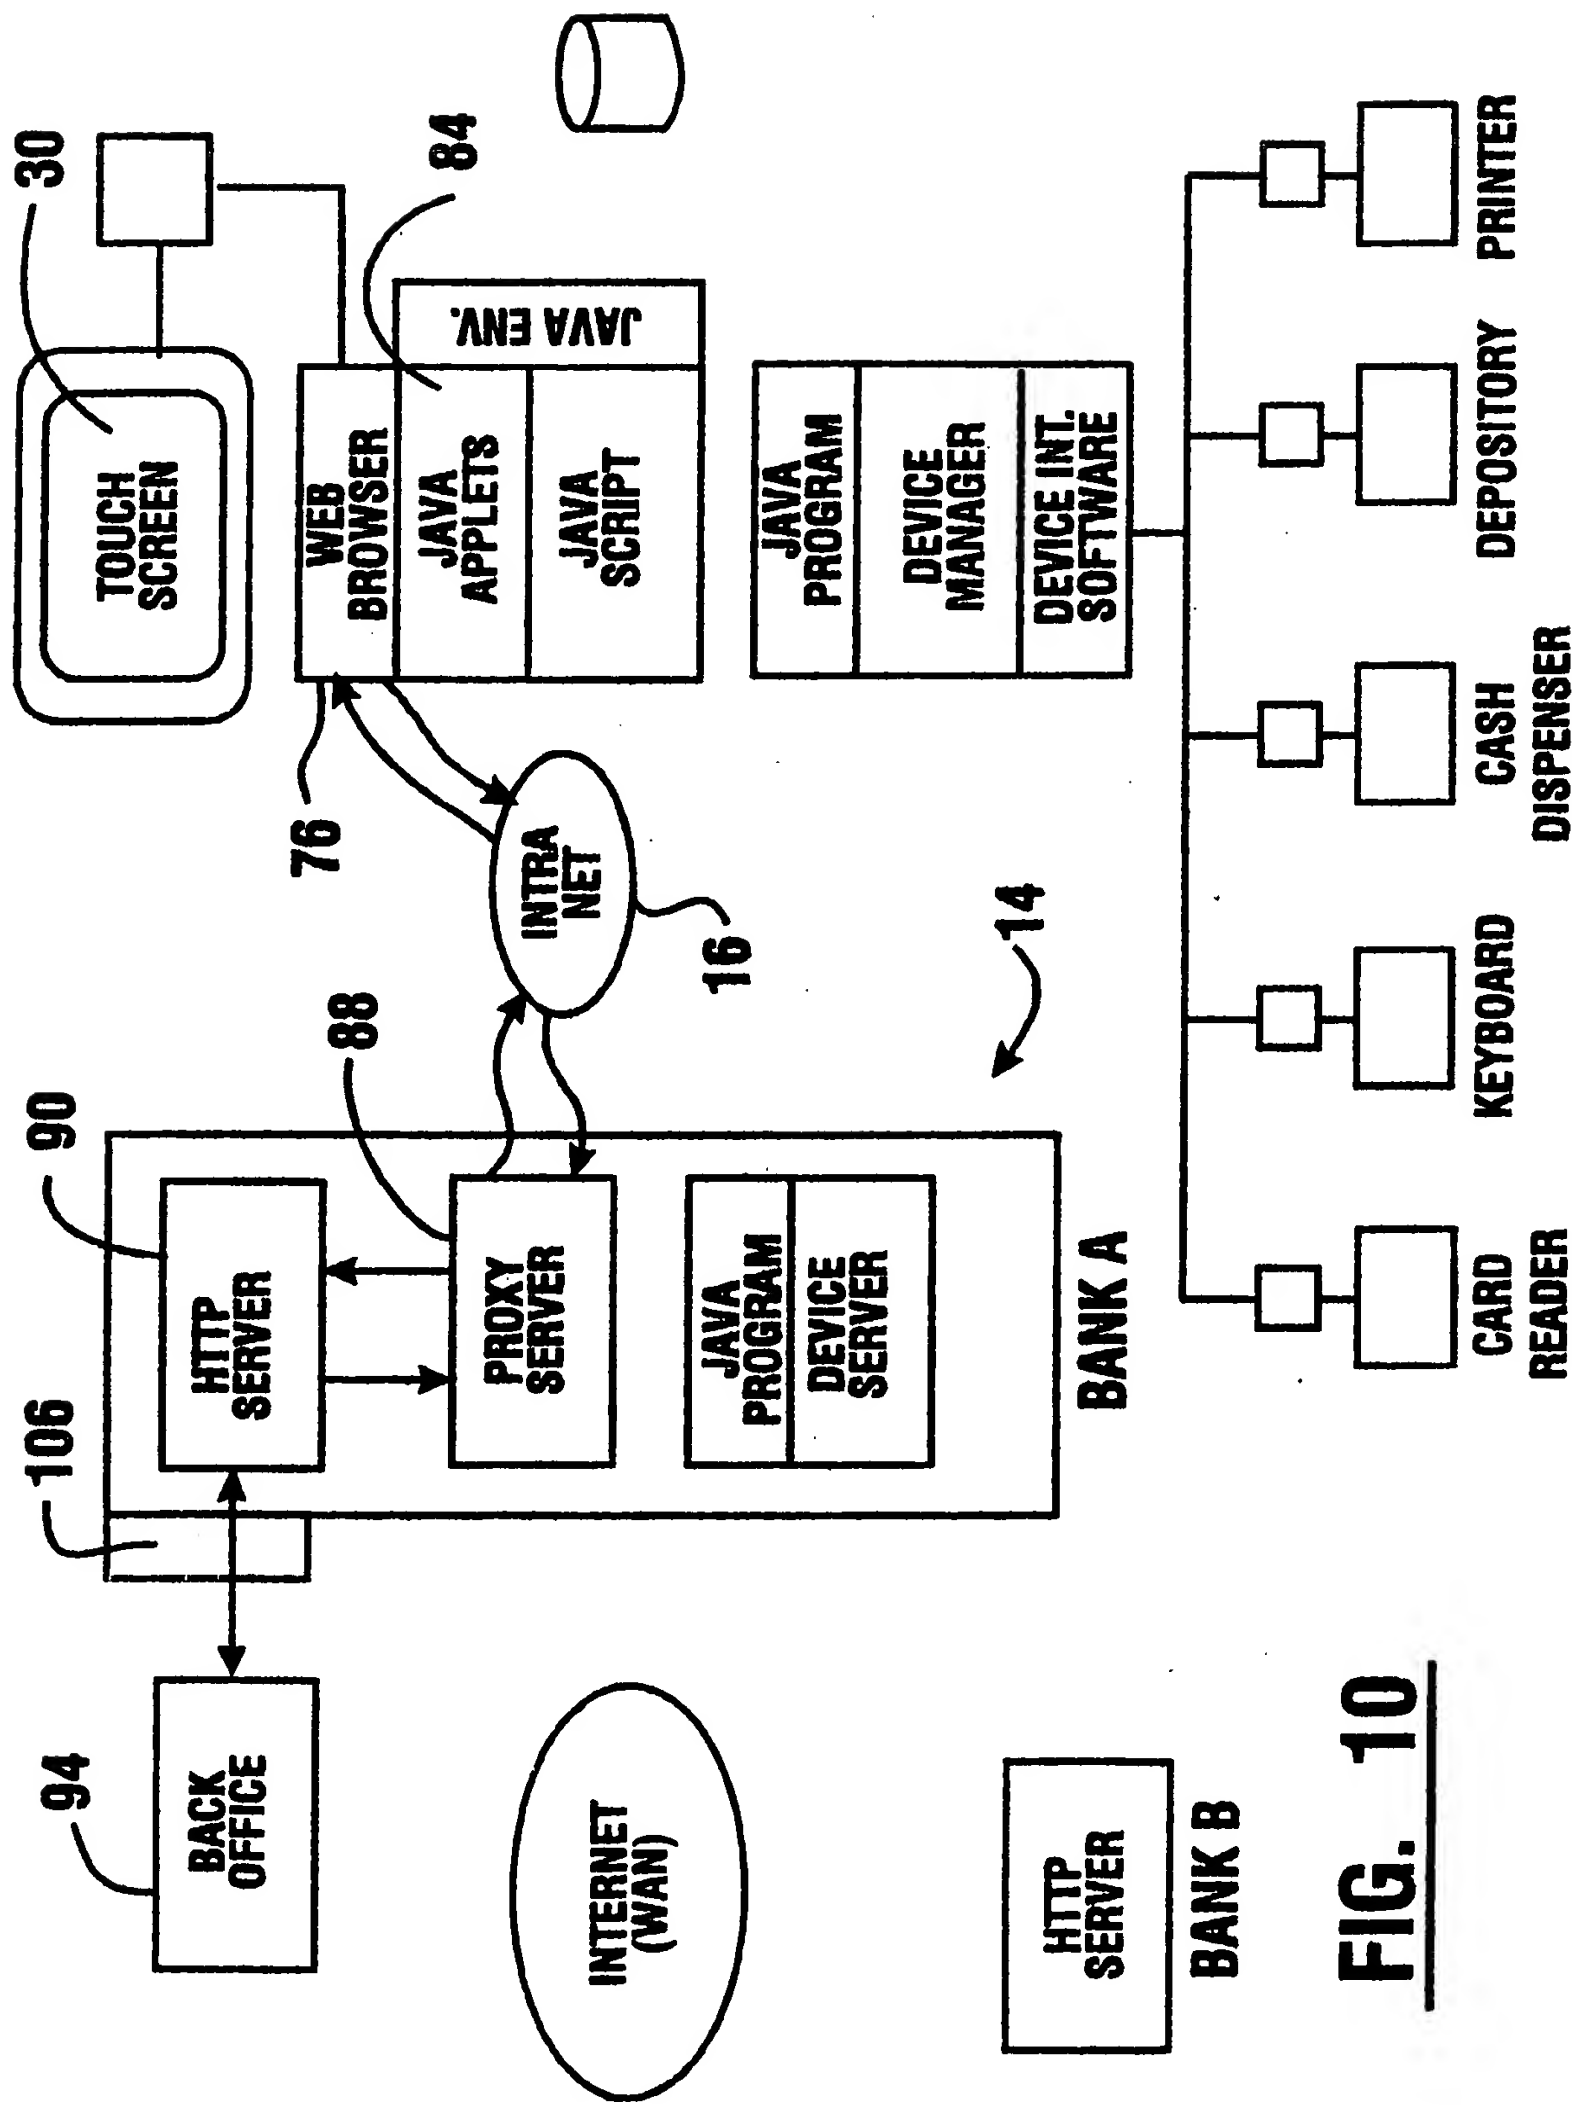 94
BACK
OFFICE
106
90
HTTP
SERVER
88
PROXY
SERVER
JAVA
PROGRAM
DEVICE
SERVER
BANK A
INTERNET
(WAN)
HTTP
SERVER
BANK B
30
TOUCH
SCREEN
76
WEB
BROWSER
84
JAVA
APPLETS
JAVA
SCRIPT
JAVA ENV.
INTRA
NET
16
14
JAVA
PROGRAM
DEVICE
MANAGER
DEVICE INT.
SOFTWARE
CARD
READER
KEYBOARD
CASH
DISPENSER
DEPOSITORY
PRINTER
FIG. 10